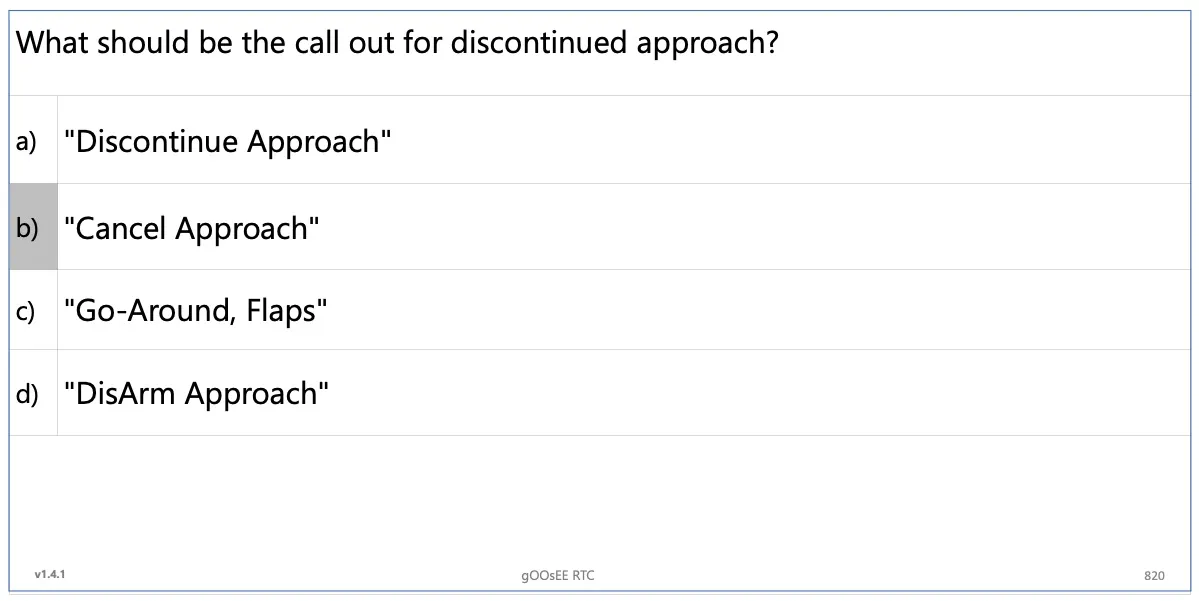 What should be the call out for discontinued approach?
a) "Discontinue Approach"
b) "Cancel Approach"
c) "Go-Around, Flaps"
d) "DisArm Approach"
v1.4.1 gOOsEE RTC 820